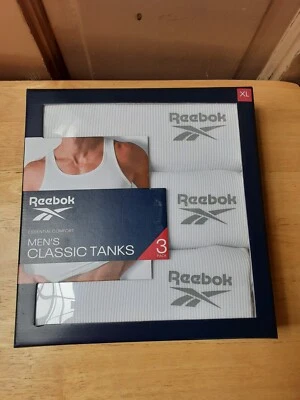 XL
Reebok
Reebok
Reebok
Reebok
ESSENTIAL COMFORT
MEN'S
CLASSIC TANKS
3
PACK